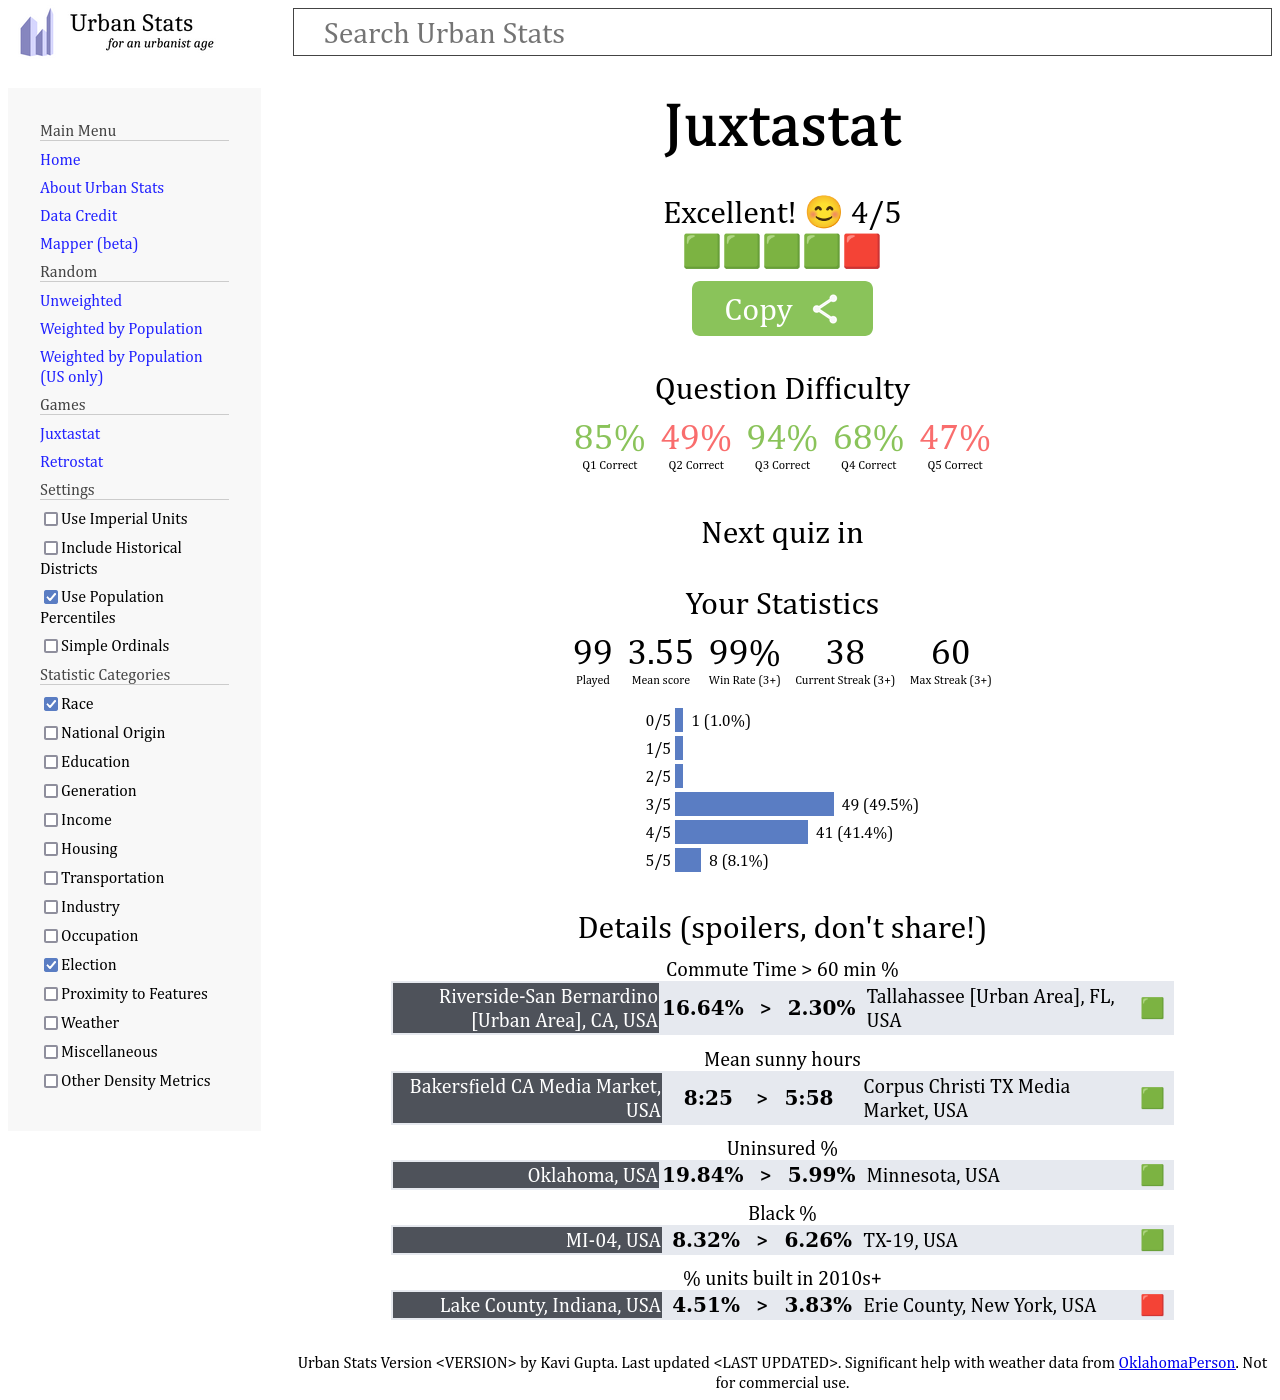 Urban Stats
for an urbanist age
Search Urban Stats
Main Menu
Home
About Urban Stats
Data Credit
Mapper (beta)
Random
Unweighted
Weighted by Population
Weighted by Population
(US only)
Games
Juxtastat
Retrostat
Settings
Use Imperial Units
Include Historical
Districts
Use Population
Percentiles
Simple Ordinals
Statistic Categories
Race
National Origin
Education
Generation
Income
Housing
Transportation
Industry
Occupation
Election
Proximity to Features
Weather
Miscellaneous
Other Density Metrics
Juxtastat
Excellent! 😊 4/5
🟩🟩🟩🟩🟥
Copy
Question Difficulty
85% 49% 94% 68% 47%
Q1 Correct Q2 Correct Q3 Correct Q4 Correct Q5 Correct
Next quiz in
Your Statistics
99 3.55 99% 38 60
Played Mean score Win Rate (3+) Current Streak (3+) Max Streak (3+)
0/5 1 (1.0%)
1/5
2/5
3/5 49 (49.5%)
4/5 41 (41.4%)
5/5 8 (8.1%)
Details (spoilers, don't share!)
Commute Time > 60 min %
Riverside-San Bernardino
[Urban Area], CA, USA
16.64% > 2.30%
Tallahassee [Urban Area], FL,
USA
🟩
Mean sunny hours
Bakersfield CA Media Market,
USA
8:25 > 5:58
Corpus Christi TX Media
Market, USA
🟩
Uninsured %
Oklahoma, USA 19.84% > 5.99% Minnesota, USA 🟩
Black %
MI-04, USA 8.32% > 6.26% TX-19, USA 🟩
% units built in 2010s+
Lake County, Indiana, USA 4.51% > 3.83% Erie County, New York, USA 🟥
Urban Stats Version <VERSION> by Kavi Gupta. Last updated <LAST UPDATED>. Significant help with weather data from OklahomaPerson. Not
for commercial use.